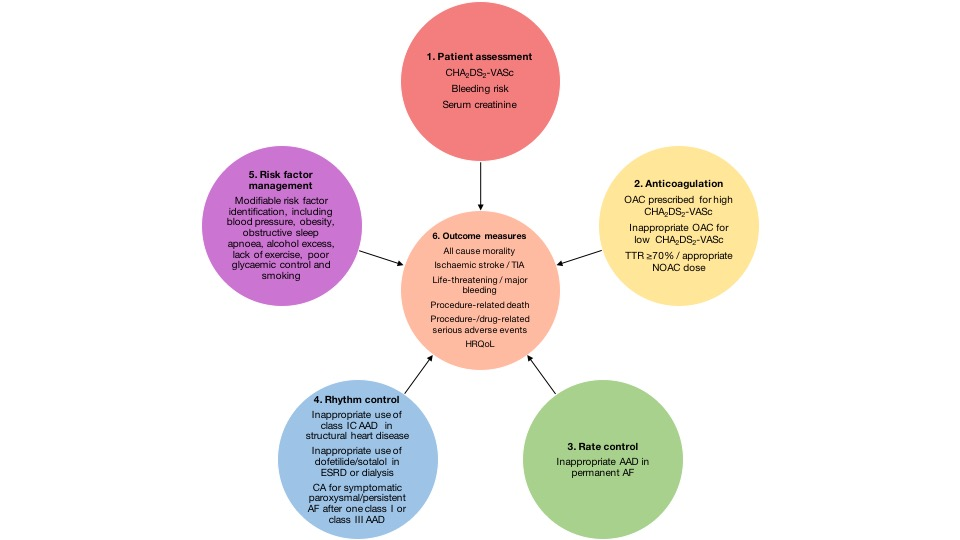 1. Patient assessment
CHA₂DS₂-VASc
Bleeding risk
Serum creatinine
2. Anticoagulation
OAC prescribed for high
CHA₂DS₂-VASc
Inappropriate OAC for
low CHA₂DS₂-VASc
TTR ≥70% / appropriate
NOAC dose
3. Rate control
Inappropriate AAD in
permanent AF
4. Rhythm control
Inappropriate use of
class IC AAD in
structural heart disease
Inappropriate use of
dofetilide/sotalol in
ESRD or dialysis
CA for symptomatic
paroxysmal/persistent
AF after one class I or
class III AAD
5. Risk factor
management
Modifiable risk factor
identification, including
blood pressure, obesity,
obstructive sleep
apnoea, alcohol excess,
lack of exercise, poor
glycaemic control and
smoking
6. Outcome measures
All cause morality
Ischaemic stroke / TIA
Life-threatening / major
bleeding
Procedure-related death
Procedure-/drug-related
serious adverse events
HRQoL